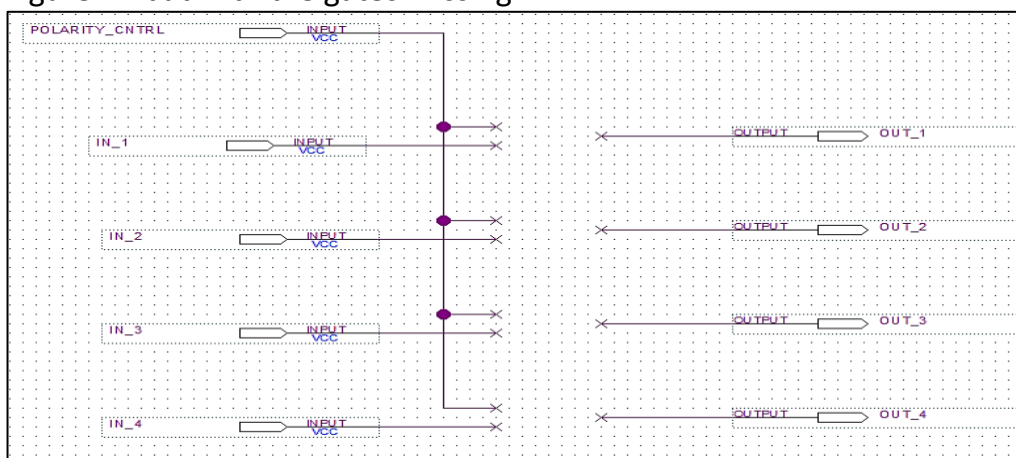 POLARITY_CNTRL INPUT
VCC
IN_1 INPUT OUTPUT OUT_1
VCC
IN_2 INPUT OUTPUT OUT_2
VCC
IN_3 INPUT OUTPUT OUT_3
VCC
IN_4 INPUT OUTPUT OUT_4
VCC